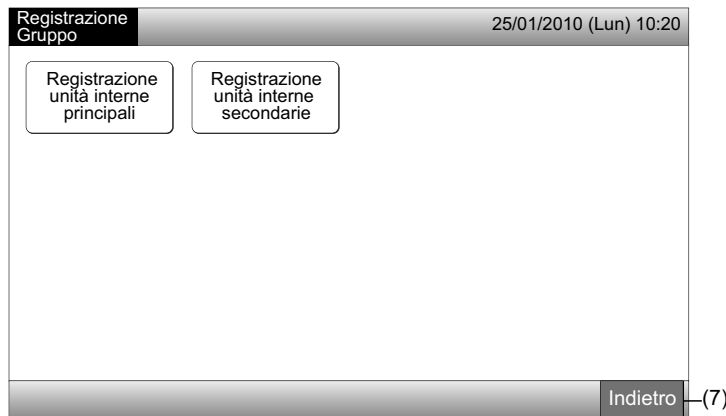 Registrazione
Gruppo
25/01/2010 (Lun) 10:20
Registrazione
unità interne
principali
Registrazione
unità interne
secondarie
Indietro
(7)